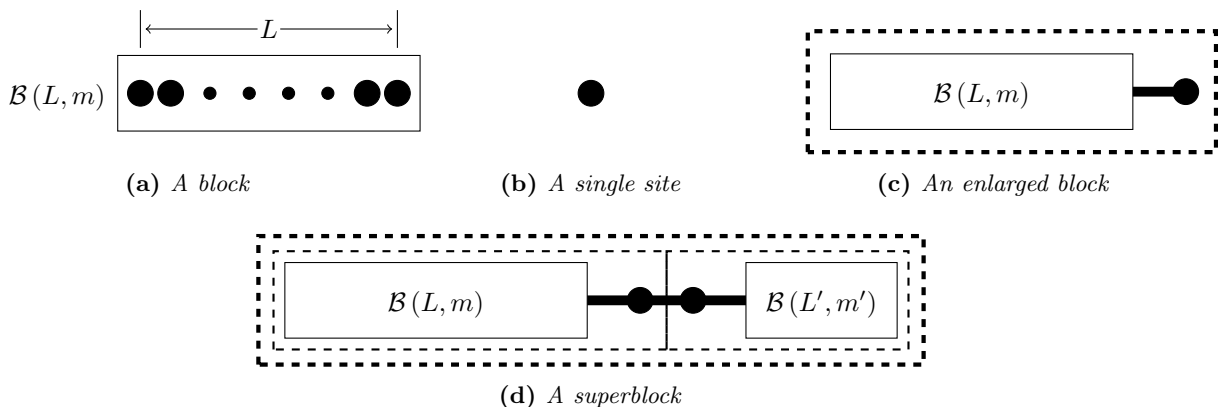 L
B(L, m)
B(L, m)
(a) A block
(b) A single site
(c) An enlarged block
B(L, m)
B(L′, m′)
(d) A superblock